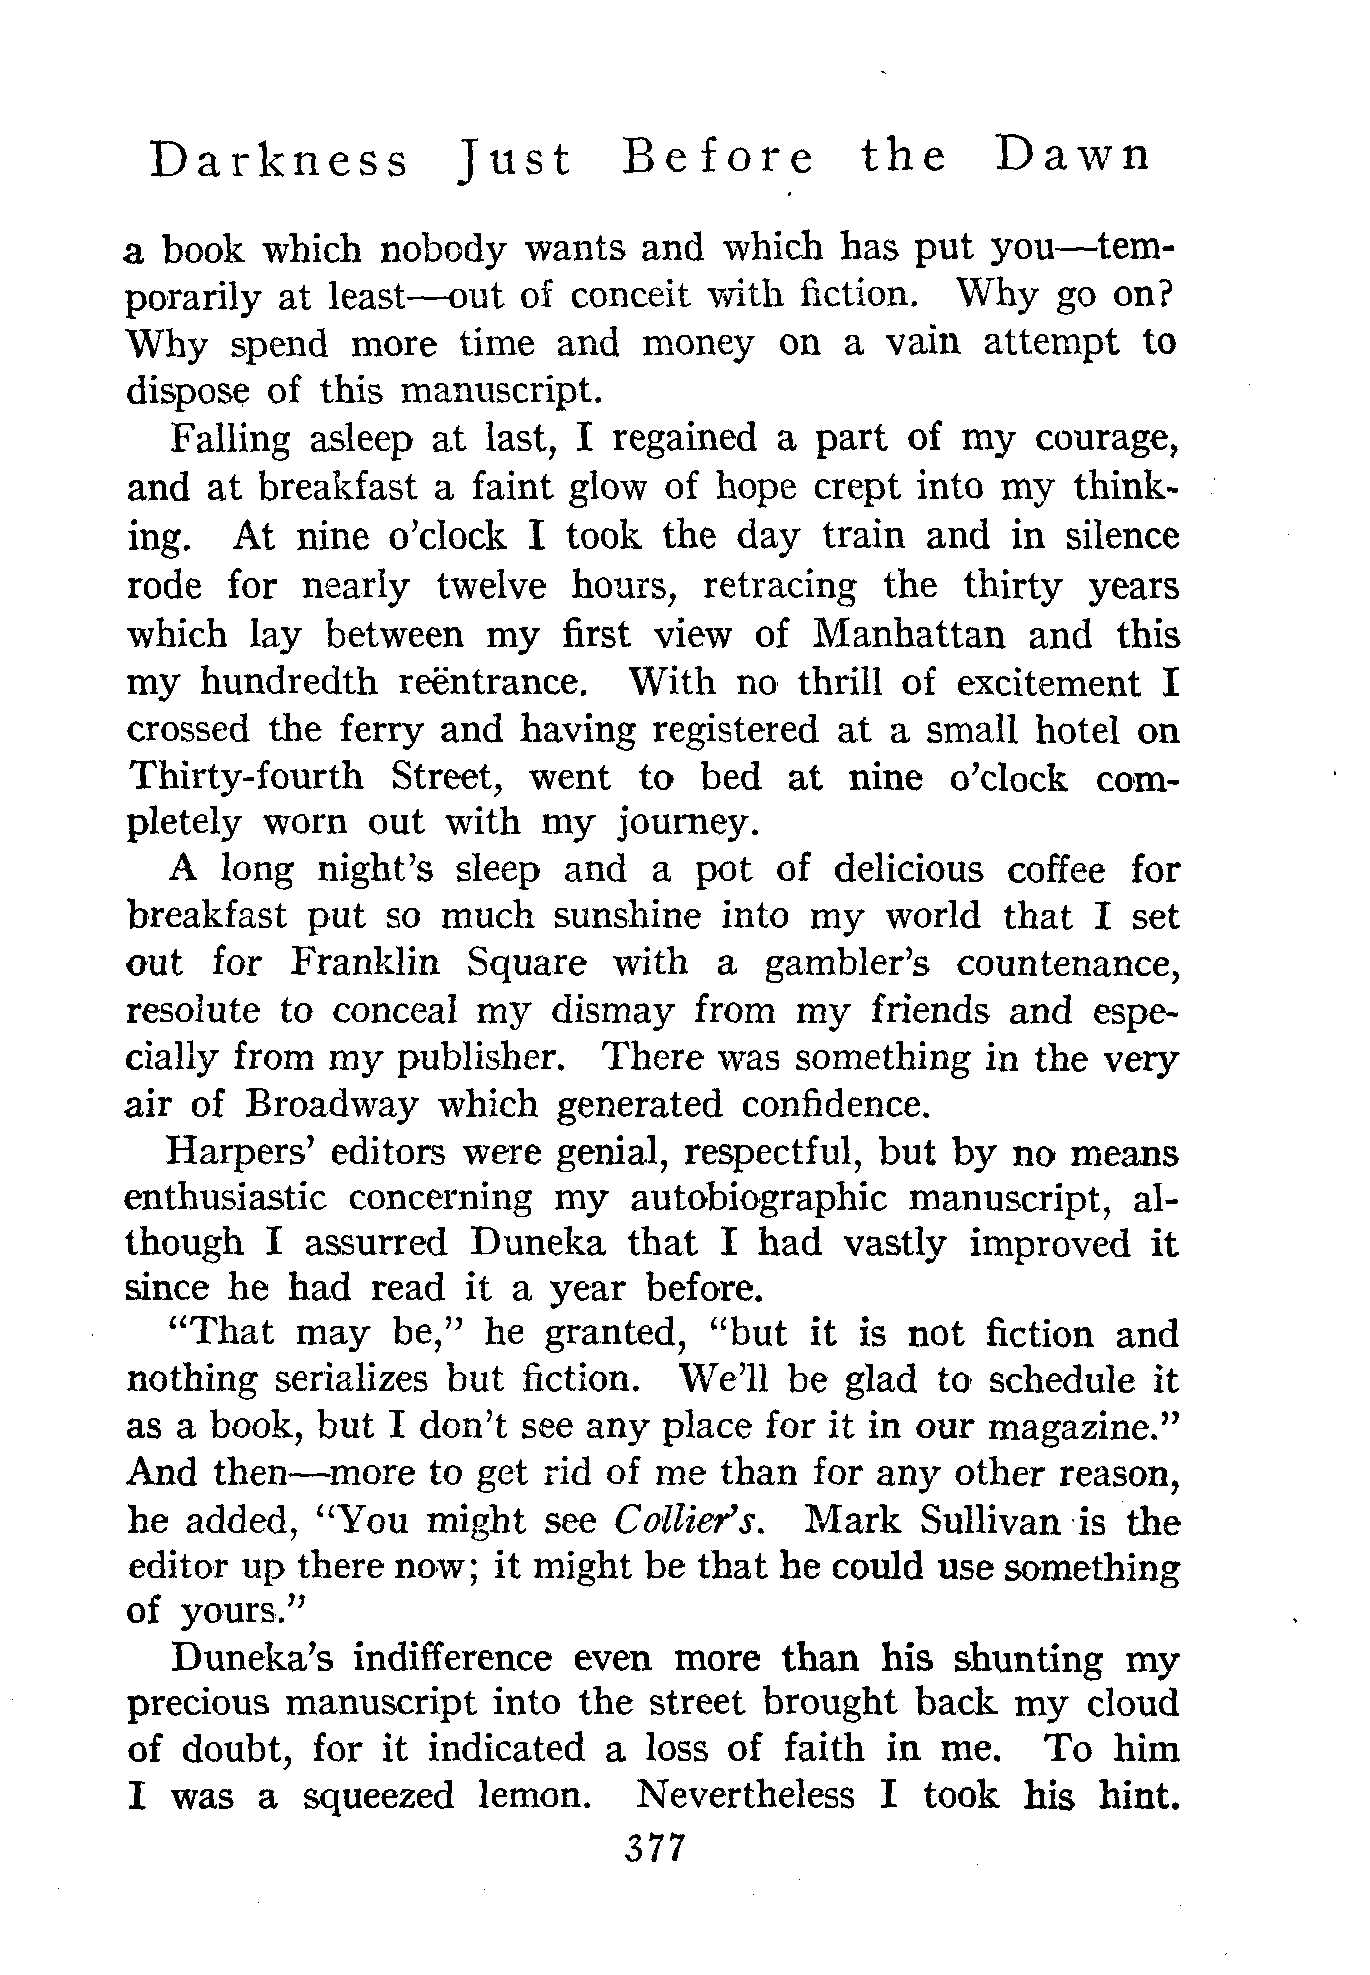 Darkness Just Before the Dawn
a book which nobody wants and which has put you—tem-
porarily at least—out of conceit with fiction. Why go on?
Why spend more time and money on a vain attempt to
dispose of this manuscript.
Falling asleep at last, I regained a part of my courage,
and at breakfast a faint glow of hope crept into my think-
ing. At nine o'clock I took the day train and in silence
rode for nearly twelve hours, retracing the thirty years
which lay between my first view of Manhattan and this
my hundredth reëntrance. With no thrill of excitement I
crossed the ferry and having registered at a small hotel on
Thirty-fourth Street, went to bed at nine o'clock com-
pletely worn out with my journey.
A long night's sleep and a pot of delicious coffee for
breakfast put so much sunshine into my world that I set
out for Franklin Square with a gambler's countenance,
resolute to conceal my dismay from my friends and espe-
cially from my publisher. There was something in the very
air of Broadway which generated confidence.
Harpers' editors were genial, respectful, but by no means
enthusiastic concerning my autobiographic manuscript, al-
though I assurred Duneka that I had vastly improved it
since he had read it a year before.
"That may be," he granted, "but it is not fiction and
nothing serializes but fiction. We'll be glad to schedule it
as a book, but I don't see any place for it in our magazine."
And then—more to get rid of me than for any other reason,
he added, "You might see Collier's. Mark Sullivan is the
editor up there now; it might be that he could use something
of yours."
Duneka's indifference even more than his shunting my
precious manuscript into the street brought back my cloud
of doubt, for it indicated a loss of faith in me. To him
I was a squeezed lemon. Nevertheless I took his hint.
377